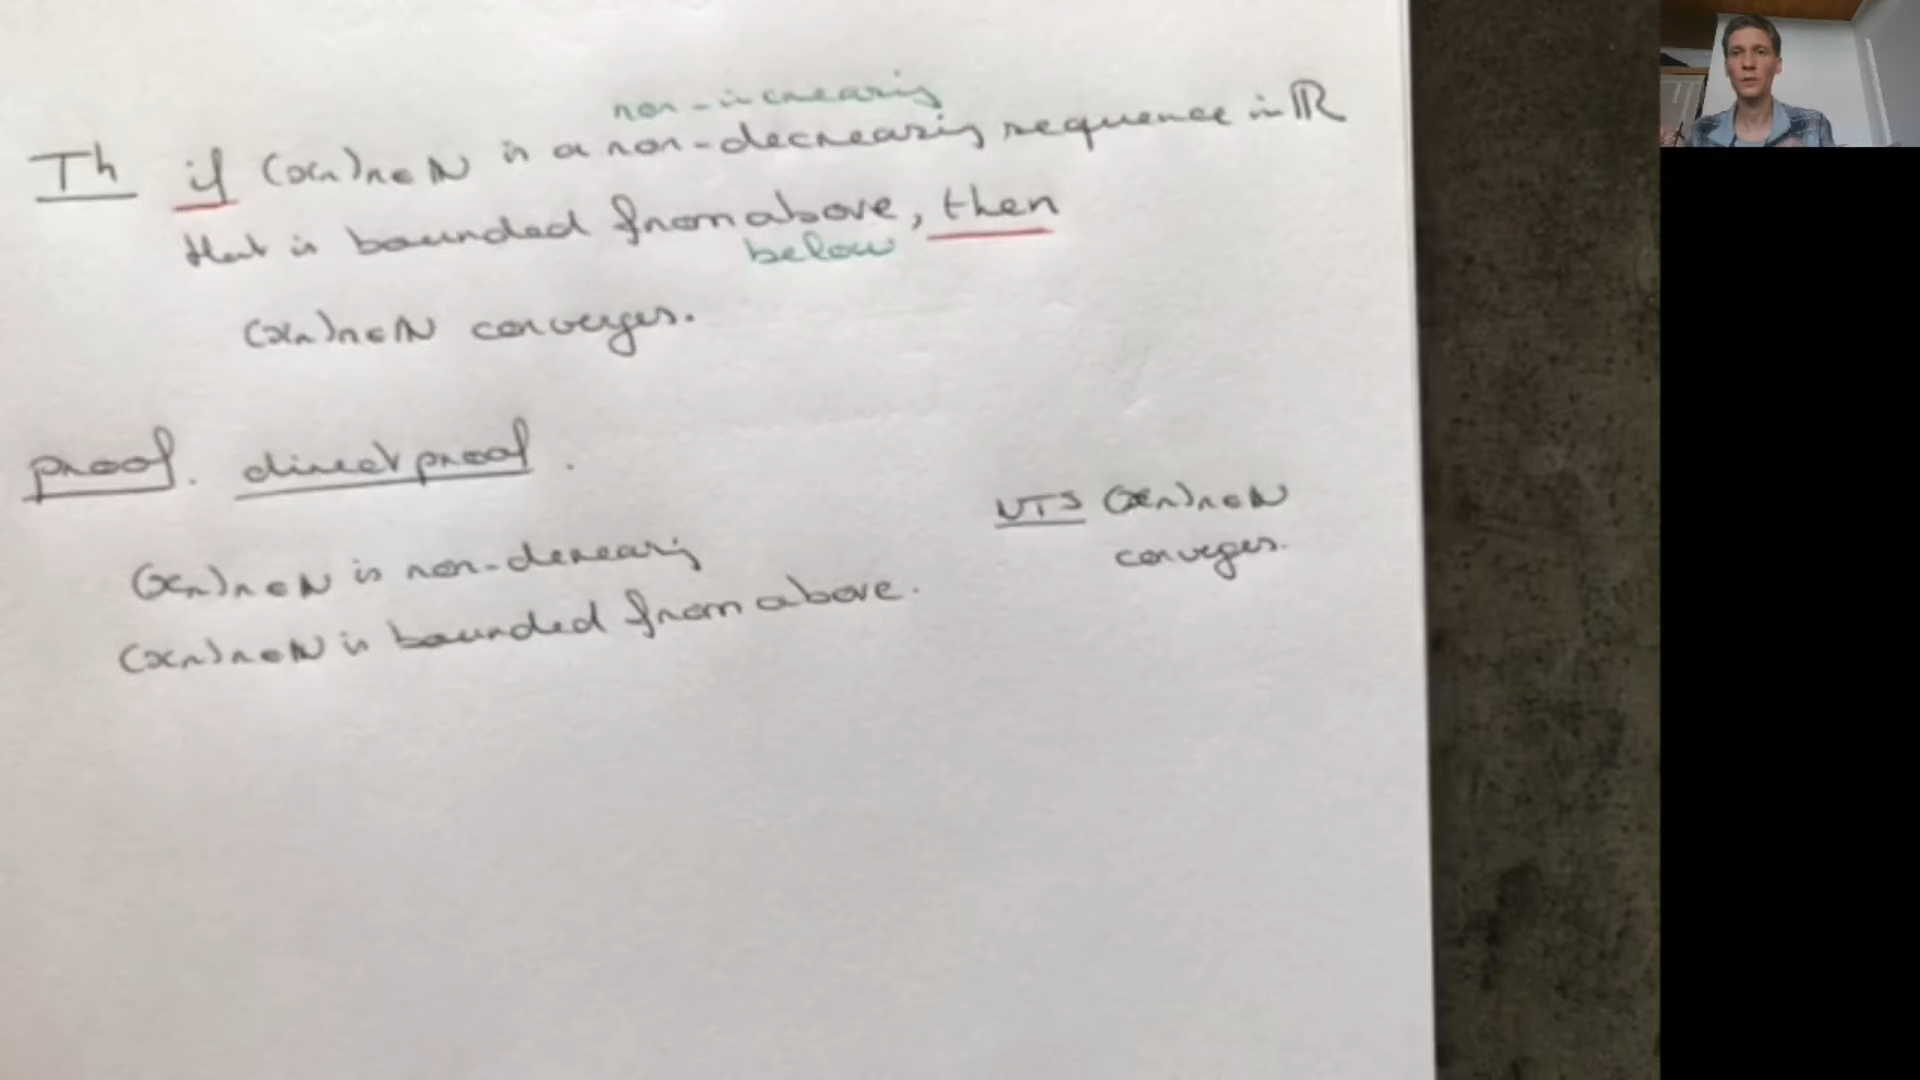 non-increasing
Th if (xn)n∈ℕ is a non-decreasing sequence in ℝ
that is bounded from above, then
below
(xn)n∈ℕ converges.
proof. direct proof.
NTS (xn)n∈ℕ
converges.
(xn)n∈ℕ is non-decreasing
(xn)n∈ℕ is bounded from above.